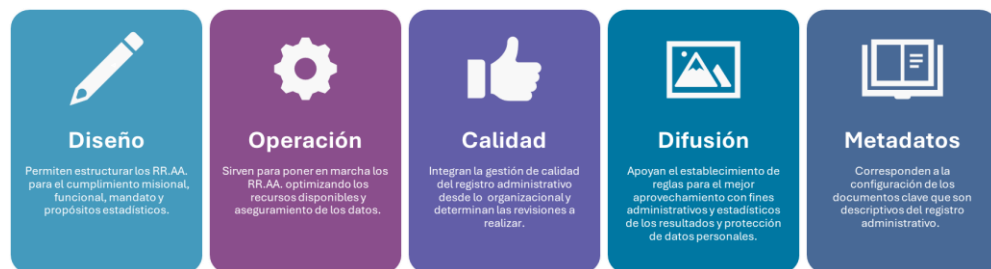 Diseño
Permiten estructurar los RR.AA.
para el cumplimiento misional,
funcional, mandato y
propósitos estadísticos.
Operación
Sirven para poner en marcha los
RR.AA. optimizando los
recursos disponibles y
aseguramiento de los datos.
Calidad
Integran la gestión de calidad
del registro administrativo
desde lo organizacional y
determinan las revisiones a
realizar.
Difusión
Apoyan el establecimiento de
reglas para el mejor
aprovechamiento con fines
administrativos y estadísticos
de los resultados y protección
de datos personales.
Metadatos
Corresponden a la
configuración de los
documentos clave que son
descriptivos del registro
administrativo.